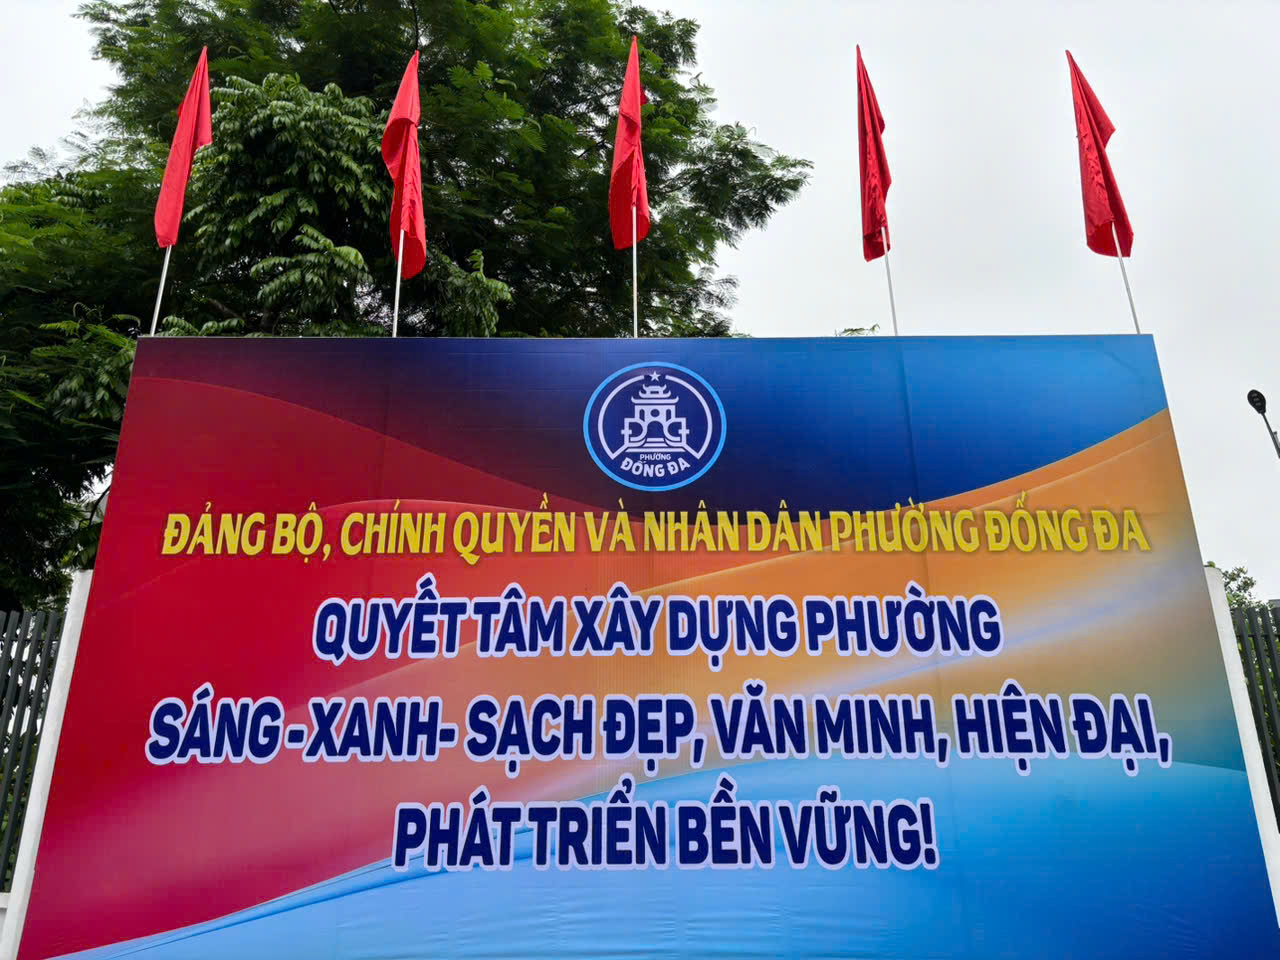 PHƯỜNG
ĐỐNG ĐA
ĐẢNG BỘ, CHÍNH QUYỀN VÀ NHÂN DÂN PHƯỜNG ĐỐNG ĐA
QUYẾT TÂM XÂY DỰNG PHƯỜNG
SÁNG -XANH- SẠCH ĐẸP, VĂN MINH, HIỆN ĐẠI,
PHÁT TRIỂN BỀN VỮNG!